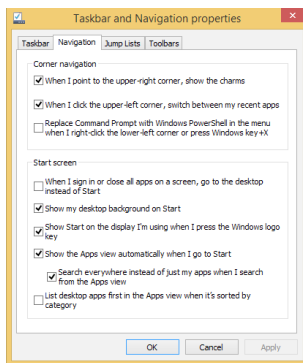 Taskbar and Navigation properties
Taskbar Navigation Jump Lists Toolbars
Corner navigation
When I point to the upper-right corner, show the charms
When I click the upper-left corner, switch between my recent apps
Replace Command Prompt with Windows PowerShell in the menu
when I right-click the lower-left corner or press Windows key+X
Start screen
When I sign in or close all apps on a screen, go to the desktop
instead of Start
Show my desktop background on Start
Show Start on the display I'm using when I press the Windows logo
key
Show the Apps view automatically when I go to Start
Search everywhere instead of just my apps when I search
from the Apps view
List desktop apps first in the Apps view when it's sorted by
category
OK Cancel Apply